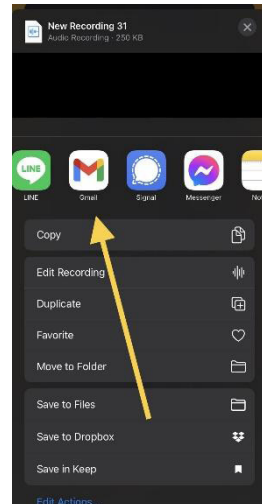 New Recording 31
Audio Recording · 250 KB
LINE
LINE Gmail Signal Messenger No
Copy
Edit Recording
Duplicate
Favorite
Move to Folder
Save to Files
Save to Dropbox
Save in Keep
Edit Actions